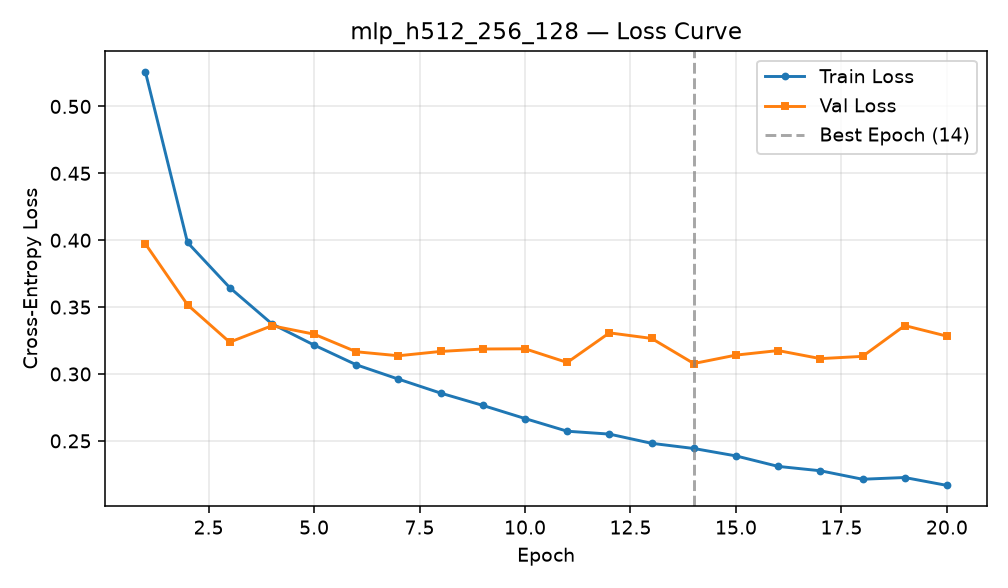 mlp_h512_256_128 — Loss Curve
Train Loss
Val Loss
Best Epoch (14)
Cross-Entropy Loss
0.50
0.45
0.40
0.35
0.30
0.25
2.5 5.0 7.5 10.0 12.5 15.0 17.5 20.0
Epoch